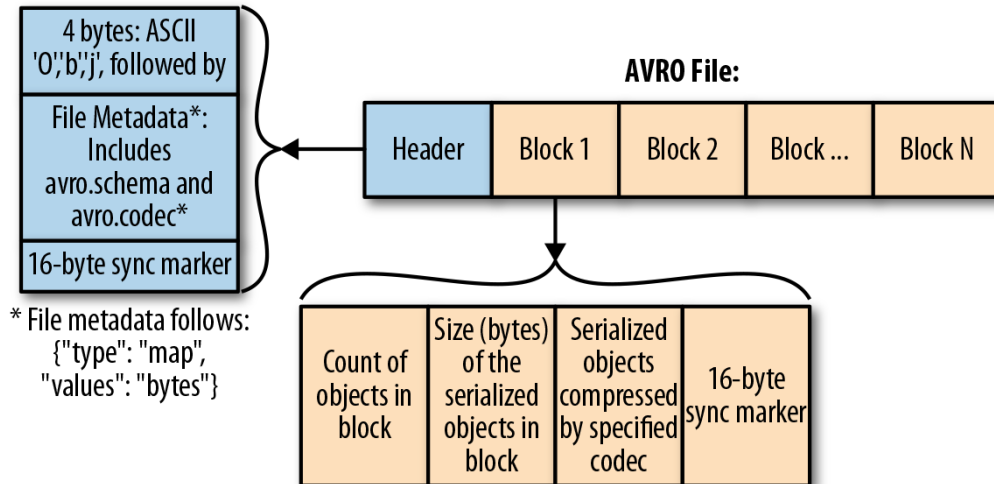 4 bytes: ASCII
'O','b','j', followed by
File Metadata*:
Includes
avro.schema and
avro.codec*
16-byte sync marker
* File metadata follows:
{"type": "map",
"values": "bytes"}
AVRO File:
Header
Block 1
Block 2
Block ...
Block N
Count of
objects in
block
Size (bytes)
of the
serialized
objects in
block
Serialized
objects
compressed
by specified
codec
16-byte
sync marker